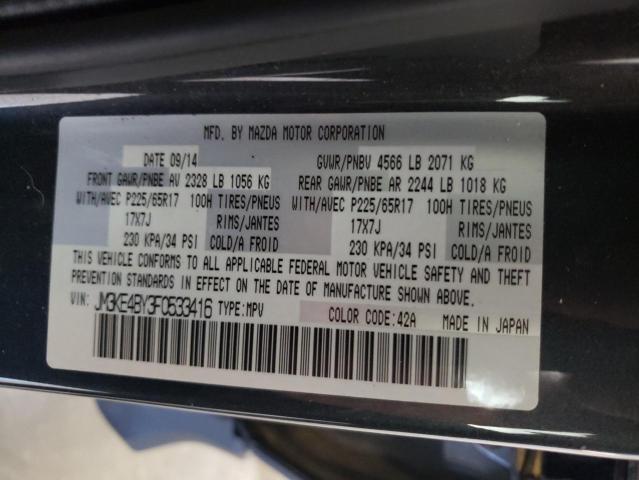 MFD. BY MAZDA MOTOR CORPORATION
DATE 09/14 GVWR/PNBV 4566 LB 2071 KG
FRONT GAWR/PNBE AV 2328 LB 1056 KG REAR GAWR/PNBE AR 2244 LB 1018 KG
WITH/AVEC P225/65R17 100H TIRES/PNEUS WITH/AVEC P225/65R17 100H TIRES/PNEUS
17X7J RIMS/JANTES 17X7J RIMS/JANTES
230 KPA/34 PSI COLD/A FROID 230 KPA/34 PSI COLD/A FROID
THIS VEHICLE CONFORMS TO ALL APPLICABLE FEDERAL MOTOR VEHICLE SAFETY AND THEFT
PREVENTION STANDARDS IN EFFECT ON THE DATE OF MANUFACTURE SHOWN ABOVE.
VIN: JM3KE4BY3F0533416 TYPE:MPV COLOR CODE:42A MADE IN JAPAN